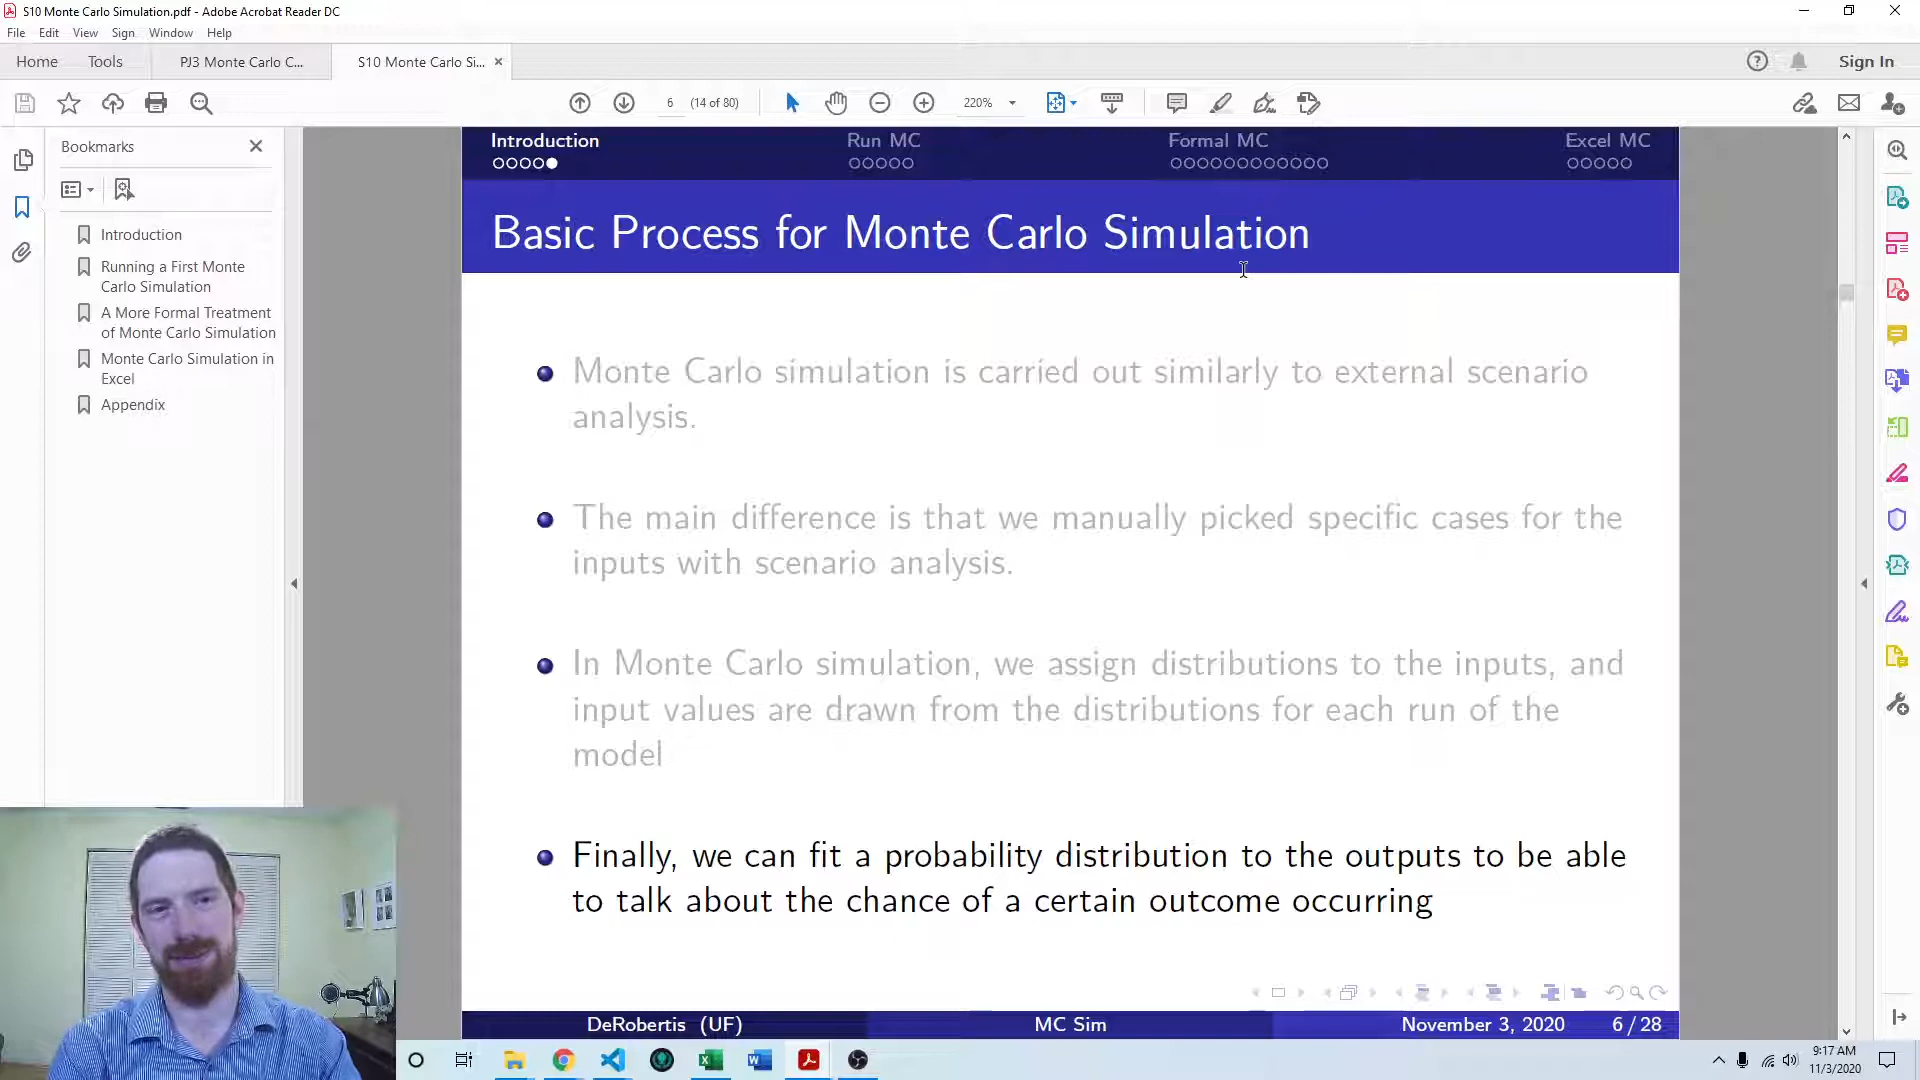 S10 Monte Carlo Simulation.pdf - Adobe Acrobat Reader DC
File Edit View Sign Window Help
Home Tools PJ3 Monte Carlo C... S10 Monte Carlo Si... Sign In
6 (14 of 80) 220%
Bookmarks
Introduction
Running a First Monte
Carlo Simulation
A More Formal Treatment
of Monte Carlo Simulation
Monte Carlo Simulation in
Excel
Appendix
Introduction Run MC Formal MC Excel MC
Basic Process for Monte Carlo Simulation
Monte Carlo simulation is carried out similarly to external scenario
analysis.
The main difference is that we manually picked specific cases for the
inputs with scenario analysis.
In Monte Carlo simulation, we assign distributions to the inputs, and
input values are drawn from the distributions for each run of the
model
Finally, we can fit a probability distribution to the outputs to be able
to talk about the chance of a certain outcome occurring
DeRobertis (UF) MC Sim November 3, 2020 6 / 28
9:17 AM
11/3/2020